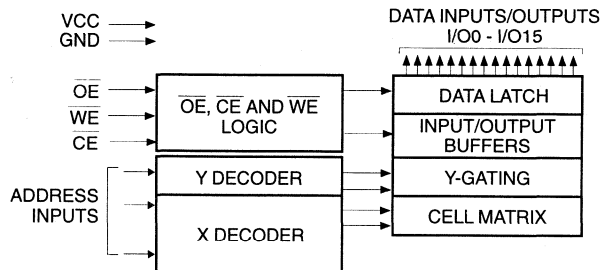 VCC
GND
DATA INPUTS/OUTPUTS
I/O0 - I/O15
OE
WE
CE
OE, CE AND WE
LOGIC
DATA LATCH
INPUT/OUTPUT
BUFFERS
ADDRESS
INPUTS
Y DECODER
X DECODER
Y-GATING
CELL MATRIX